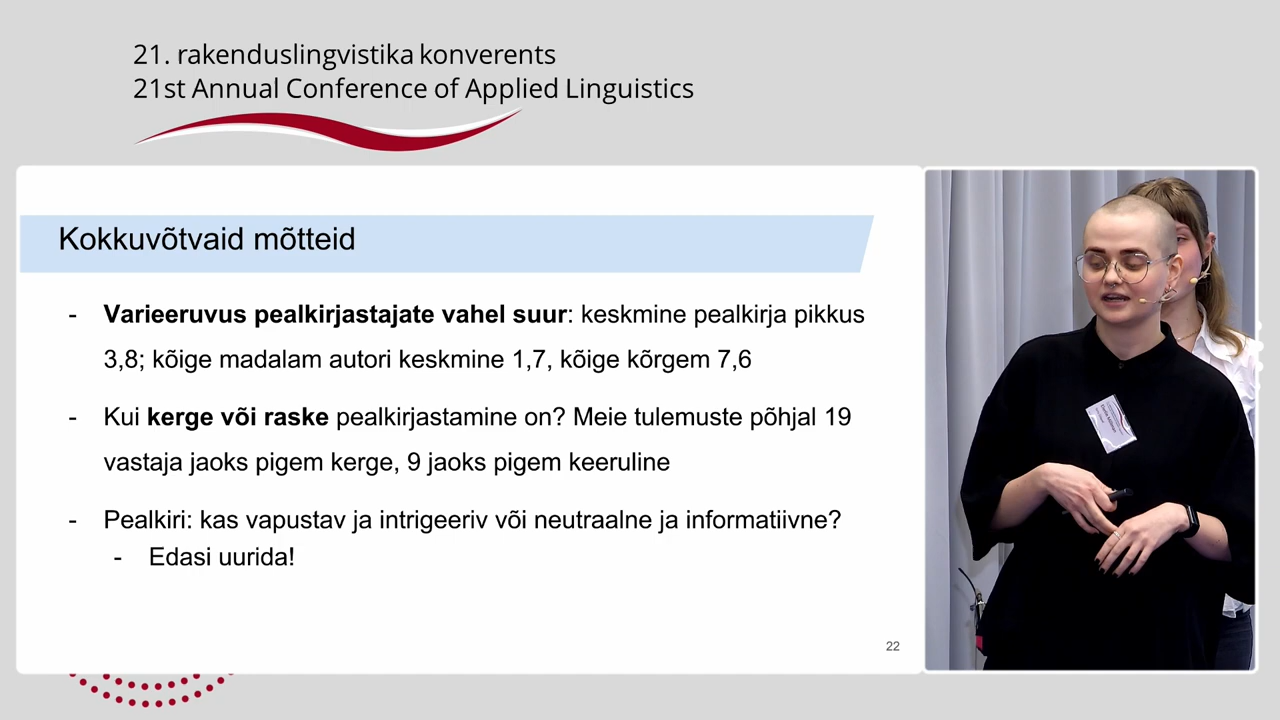 21. rakenduslingvistika konverents
21st Annual Conference of Applied Linguistics
Kokkuvõtvaid mõtteid
- Varieeruvus pealkirjastajate vahel suur: keskmine pealkirja pikkus
3,8; kõige madalam autori keskmine 1,7, kõige kõrgem 7,6
- Kui kerge või raske pealkirjastamine on? Meie tulemuste põhjal 19
vastaja jaoks pigem kerge, 9 jaoks pigem keeruline
- Pealkiri: kas vapustav ja intrigeeriv või neutraalne ja informatiivne?
- Edasi uurida!
22